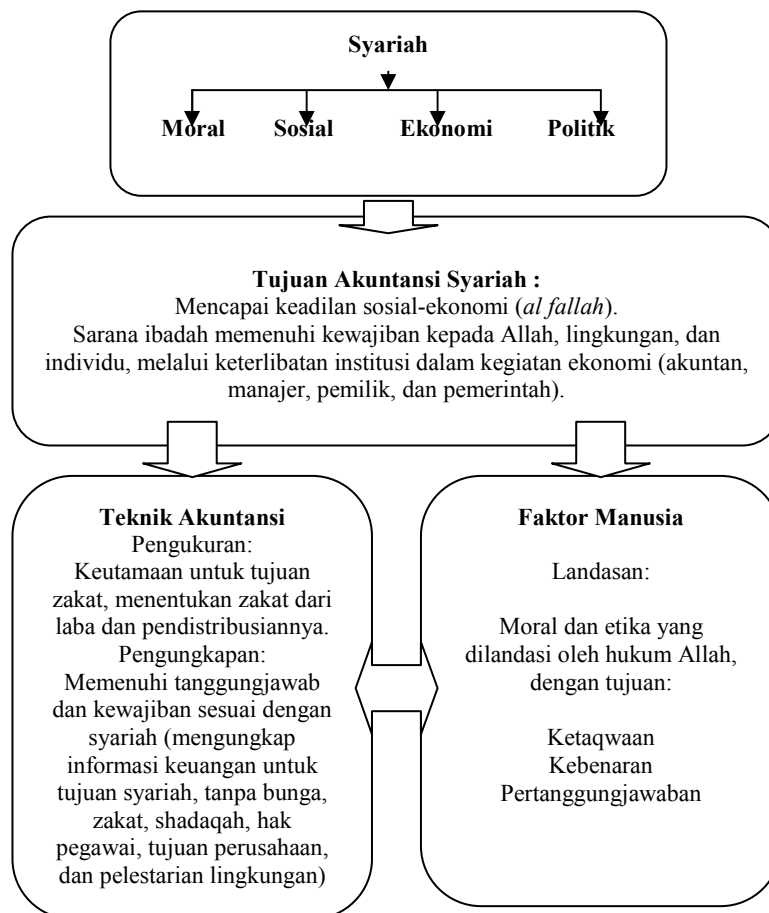 Syariah
Moral Sosial Ekonomi Politik
Tujuan Akuntansi Syariah :
Mencapai keadilan sosial-ekonomi (al fallah).
Sarana ibadah memenuhi kewajiban kepada Allah, lingkungan, dan
individu, melalui keterlibatan institusi dalam kegiatan ekonomi (akuntan,
manajer, pemilik, dan pemerintah).
Teknik Akuntansi
Pengukuran:
Keutamaan untuk tujuan
zakat, menentukan zakat dari
laba dan pendistribusiannya.
Pengungkapan:
Memenuhi tanggungjawab
dan kewajiban sesuai dengan
syariah (mengungkap
informasi keuangan untuk
tujuan syariah, tanpa bunga,
zakat, shadaqah, hak
pegawai, tujuan perusahaan,
dan pelestarian lingkungan)
Faktor Manusia
Landasan:
Moral dan etika yang
dilandasi oleh hukum Allah,
dengan tujuan:
Ketaqwaan
Kebenaran
Pertanggungjawaban